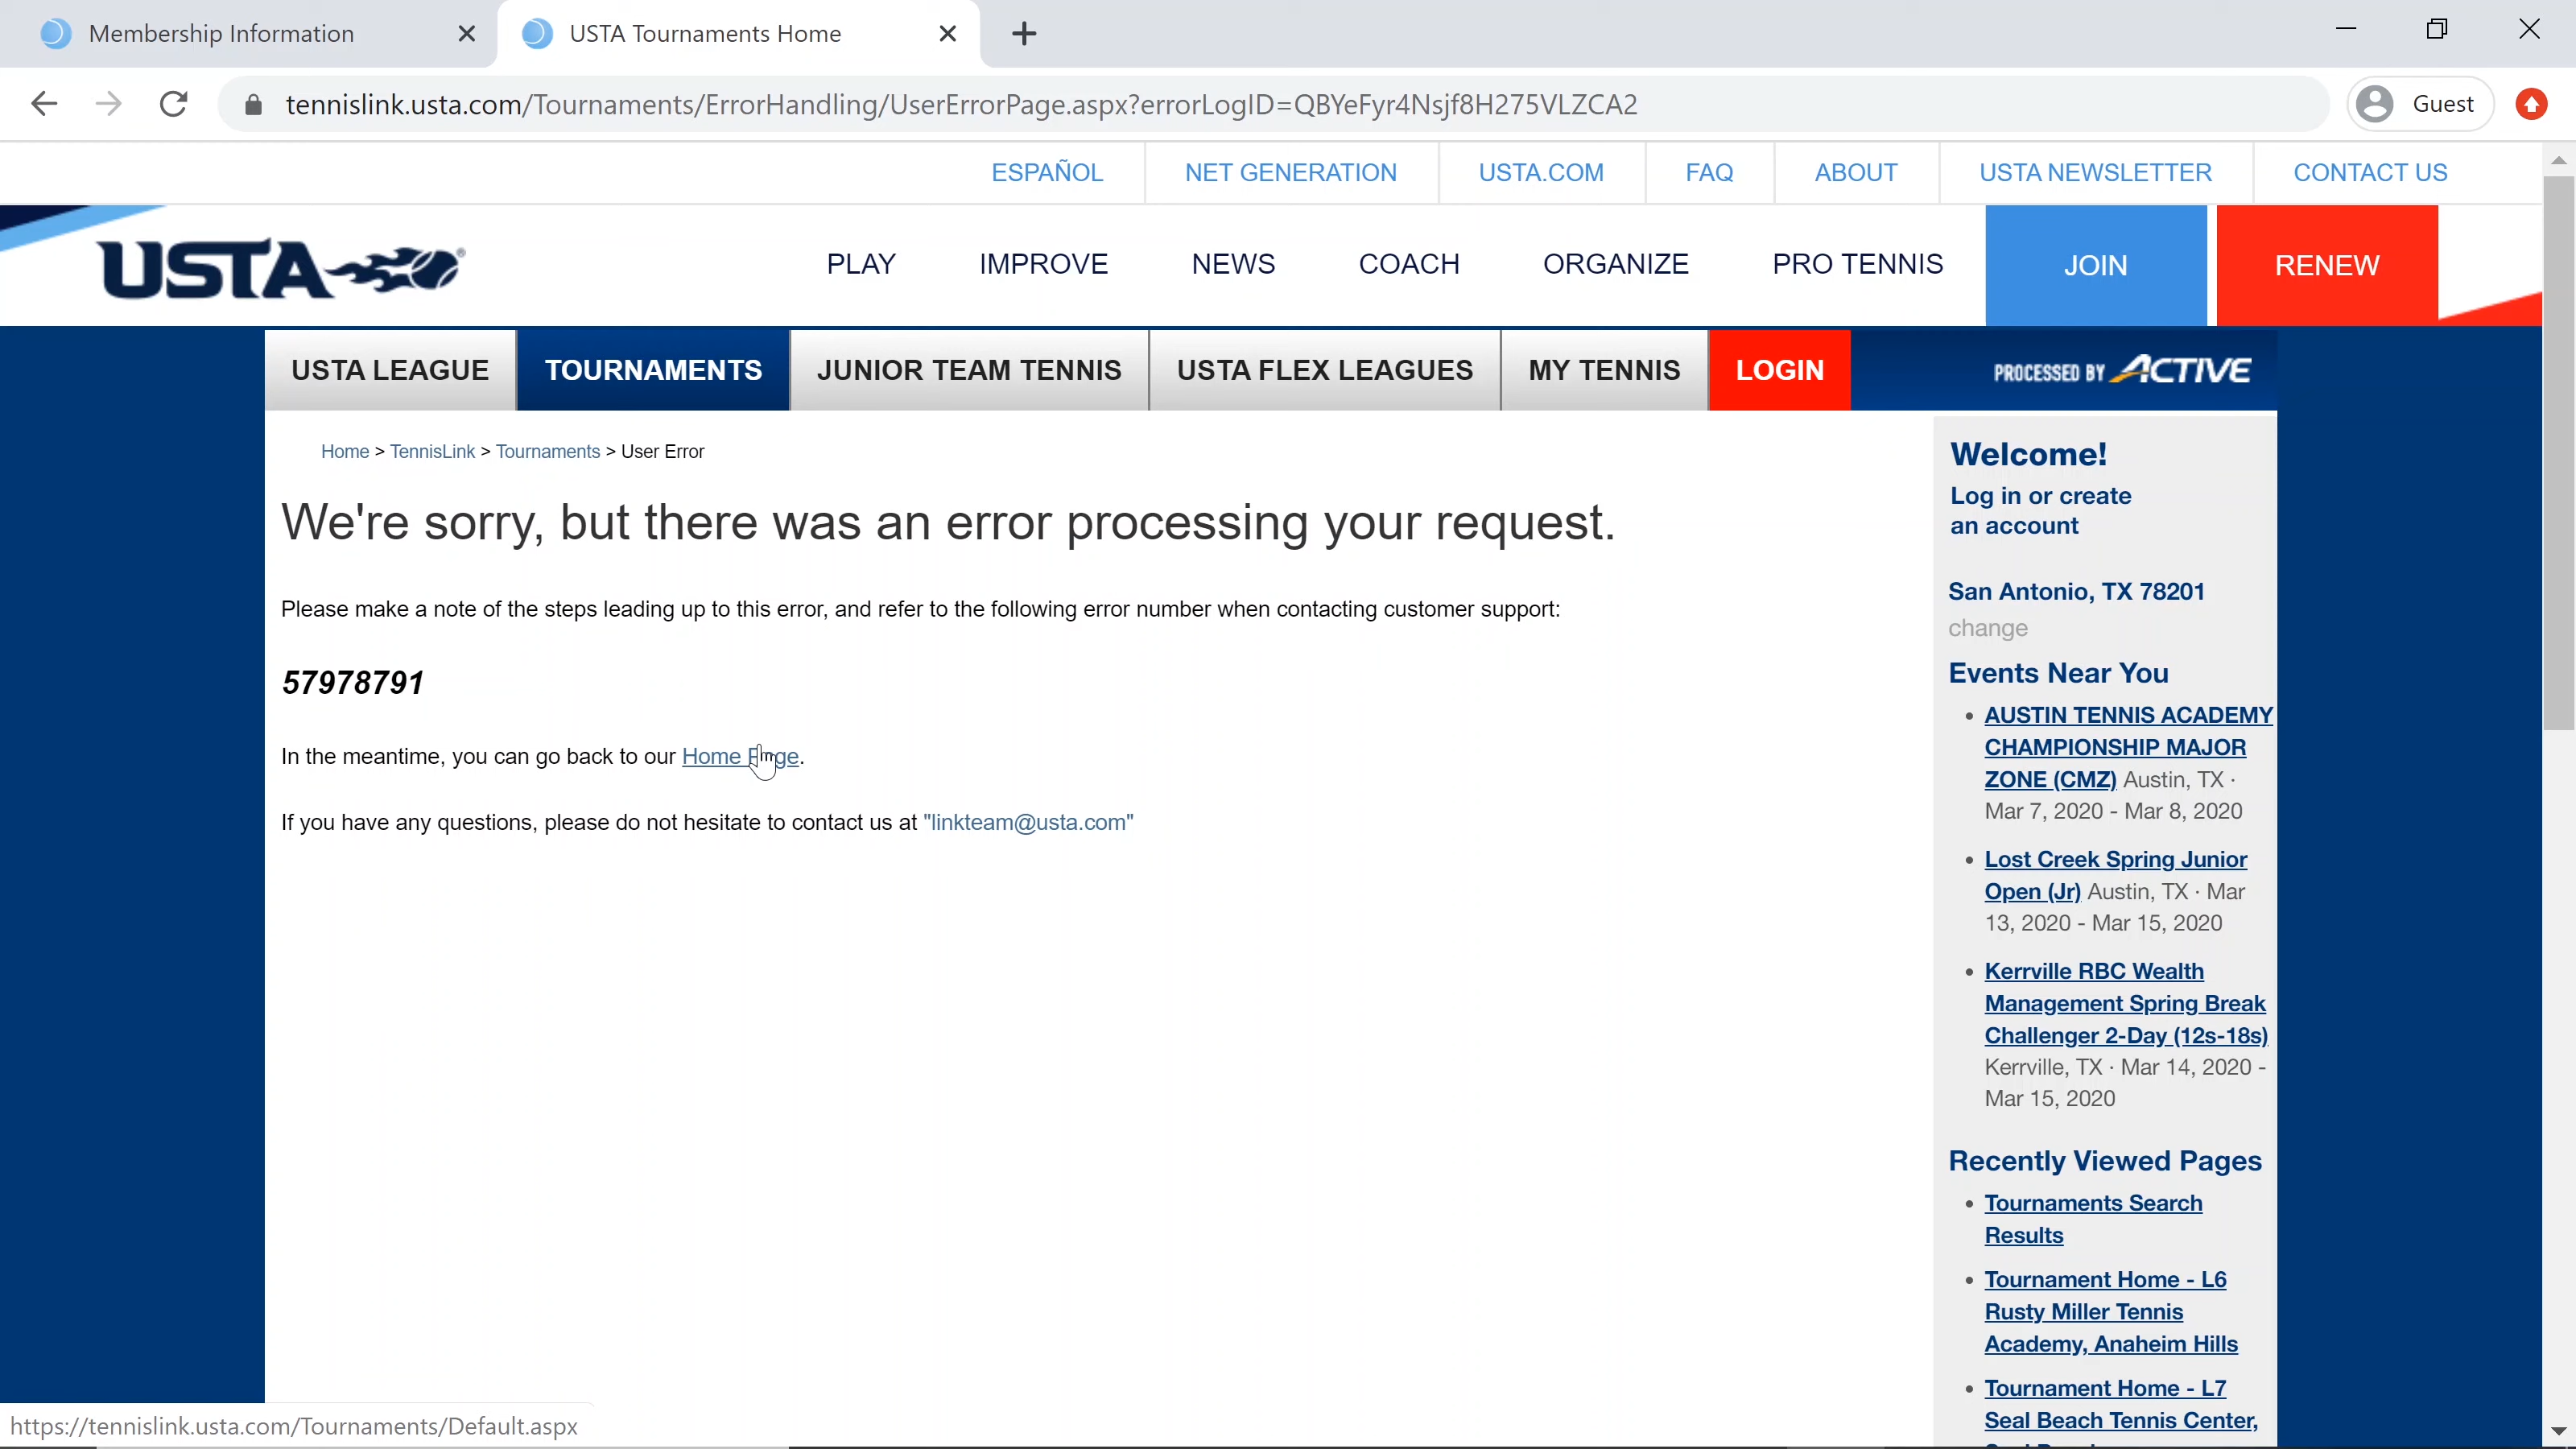 Membership Information
USTA Tournaments Home
tennislink.usta.com/Tournaments/ErrorHandling/UserErrorPage.aspx?errorLogID=QBYeFyr4Nsjf8H275VLZCA2
Guest
ESPAÑOL
NET GENERATION
USTA.COM
FAQ
ABOUT
USTA NEWSLETTER
CONTACT US
USTA
PLAY
IMPROVE
NEWS
COACH
ORGANIZE
PRO TENNIS
JOIN
RENEW
USTA LEAGUE
TOURNAMENTS
JUNIOR TEAM TENNIS
USTA FLEX LEAGUES
MY TENNIS
LOGIN
PROCESSED BY ACTIVE
Home > TennisLink > Tournaments > User Error
We're sorry, but there was an error processing your request.
Please make a note of the steps leading up to this error, and refer to the following error number when contacting customer support:
57978791
In the meantime, you can go back to our Home Page.
If you have any questions, please do not hesitate to contact us at "linkteam@usta.com"
Welcome!
Log in or create
an account
San Antonio, TX 78201
change
Events Near You
• AUSTIN TENNIS ACADEMY
CHAMPIONSHIP MAJOR
ZONE (CMZ) Austin, TX ·
Mar 7, 2020 - Mar 8, 2020
• Lost Creek Spring Junior
Open (Jr) Austin, TX · Mar
13, 2020 - Mar 15, 2020
• Kerrville RBC Wealth
Management Spring Break
Challenger 2-Day (12s-18s)
Kerrville, TX · Mar 14, 2020 -
Mar 15, 2020
Recently Viewed Pages
• Tournaments Search
Results
• Tournament Home - L6
Rusty Miller Tennis
Academy, Anaheim Hills
• Tournament Home - L7
Seal Beach Tennis Center,
https://tennislink.usta.com/Tournaments/Default.aspx